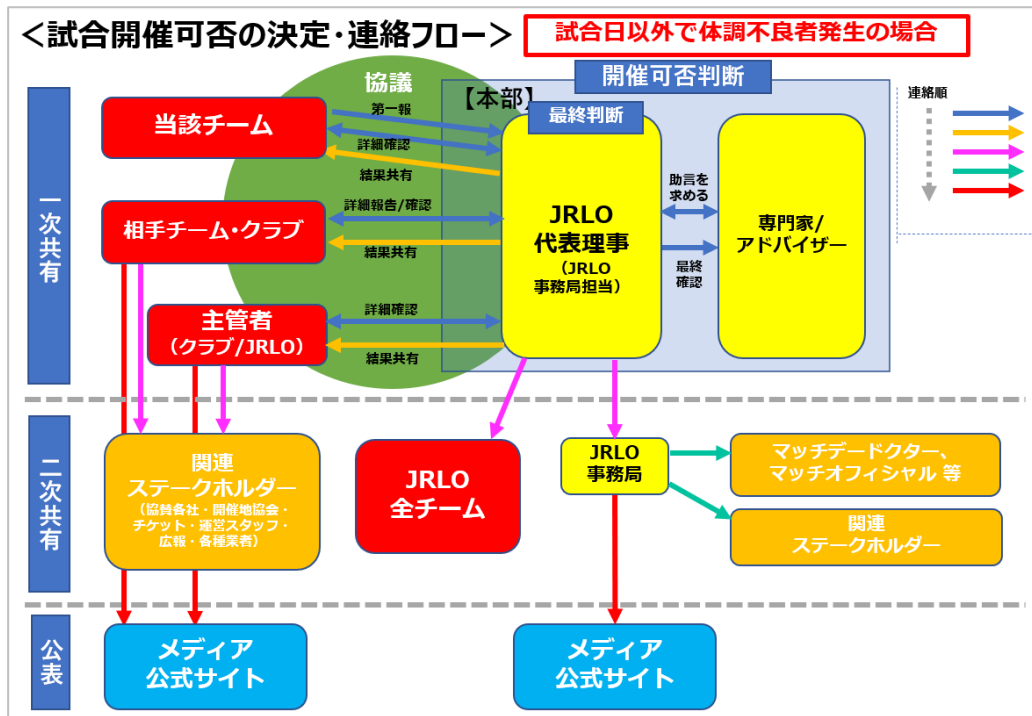 ＜試合開催可否の決定・連絡フロー＞
試合日以外で体調不良者発生の場合
協議
開催可否判断
【本部】
最終判断
連絡順
一次共有
当該チーム
第一報
詳細確認
結果共有
相手チーム・クラブ
詳細報告/確認
結果共有
主管者
（クラブ/JRLO）
詳細確認
結果共有
JRLO
代表理事
（JRLO
事務局担当）
助言を
求める
最終
確認
専門家/
アドバイザー
二次共有
関連
ステークホルダー
（協賛各社・開催地協会・
チケット・運営スタッフ・
広報・各種業者）
JRLO
全チーム
JRLO
事務局
マッチデードクター、
マッチオフィシャル 等
関連
ステークホルダー
公表
メディア
公式サイト
メディア
公式サイト